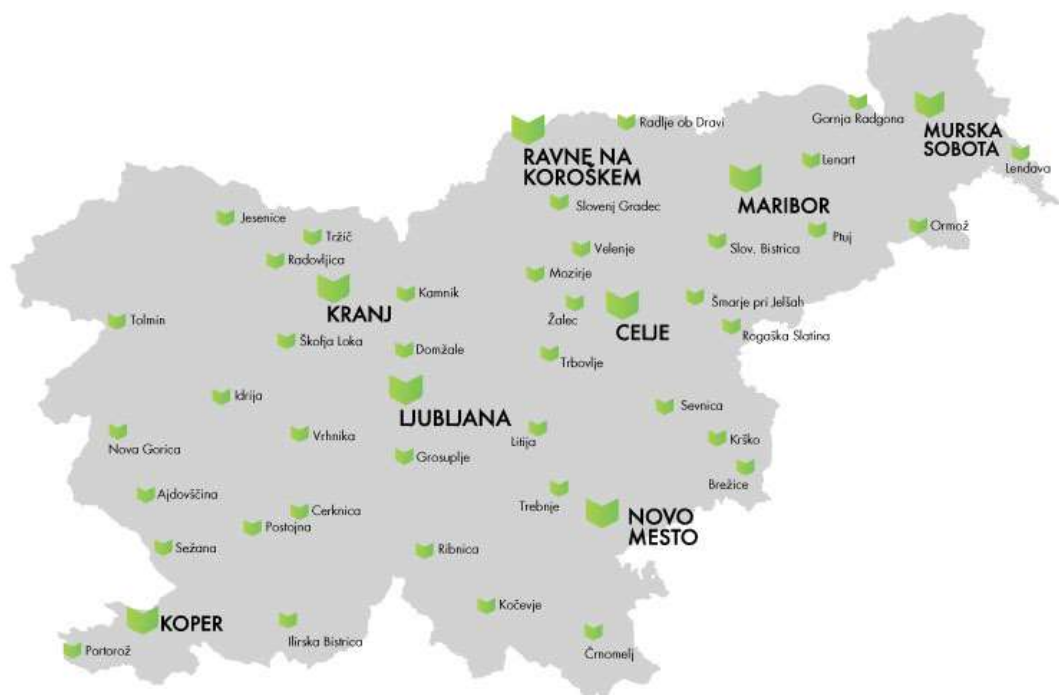 Gornja Radgona
MURSKA
SOBOTA
Radlje ob Dravi
RAVNE NA
KOROŠKEM
Lenart
Lendava
MARIBOR
Slovenj Gradec
Jesenice
Tržič
Ormož
Ptuj
Slov. Bistrica
Velenje
Radovljica
Mozirje
Kamnik
KRANJ
Šmarje pri Jelšah
Žalec
CELJE
Tolmin
Rogaška Slatina
Škofja Loka
Domžale
Trbovlje
Idrija
LJUBLJANA
Sevnica
Vrhnika
Litija
Krško
Nova Gorica
Grosuplje
Brežice
Ajdovščina
Trebnje
Cerknica
NOVO
MESTO
Postojna
Sežana
Ribnica
Kočevje
KOPER
Ilirska Bistrica
Portorož
Črnomelj